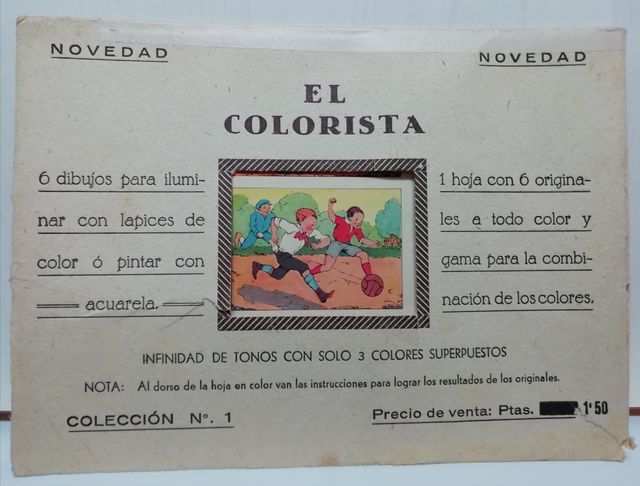 NOVEDAD
NOVEDAD
EL
COLORISTA
6 dibujos para ilumi-
nar con lapices de
color ó pintar con
acuarela.
1 hoja con 6 origina-
les a todo color y
gama para la combi-
nación de los colores.
INFINIDAD DE TONOS CON SOLO 3 COLORES SUPERPUESTOS
NOTA: Al dorso de la hoja en color van las instrucciones para lograr los resultados de los originales.
COLECCIÓN Nº. 1
Precio de venta: Ptas. 1'50